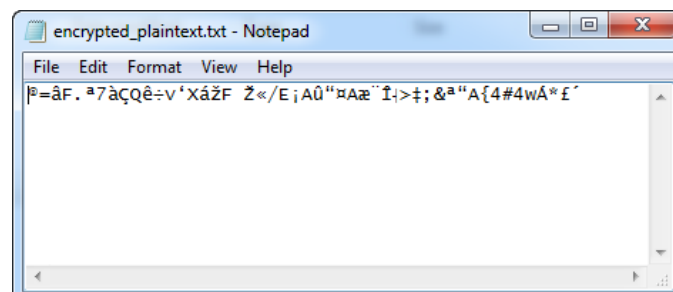 encrypted_plaintext.txt - Notepad
File Edit Format View Help
=âF.ª7àÇQê÷v‘XážF Ž«/E¡Aû“¤Aæ¨Î┤>‡;&ª“A{4#4wÁ*£´